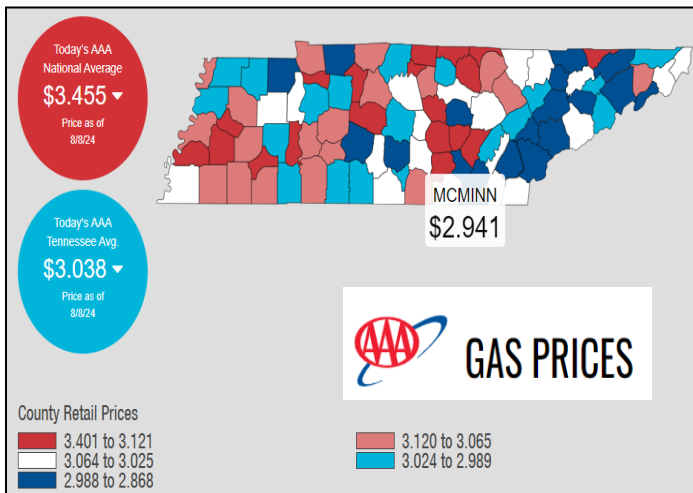 Today's AAA
National Average
$3.455
Price as of
8/8/24
Today's AAA
Tennessee Avg.
$3.038
Price as of
8/8/24
MCMINN
$2.941
AAA
GAS PRICES
County Retail Prices
3.401 to 3.121
3.120 to 3.065
3.064 to 3.025
3.024 to 2.989
2.988 to 2.868